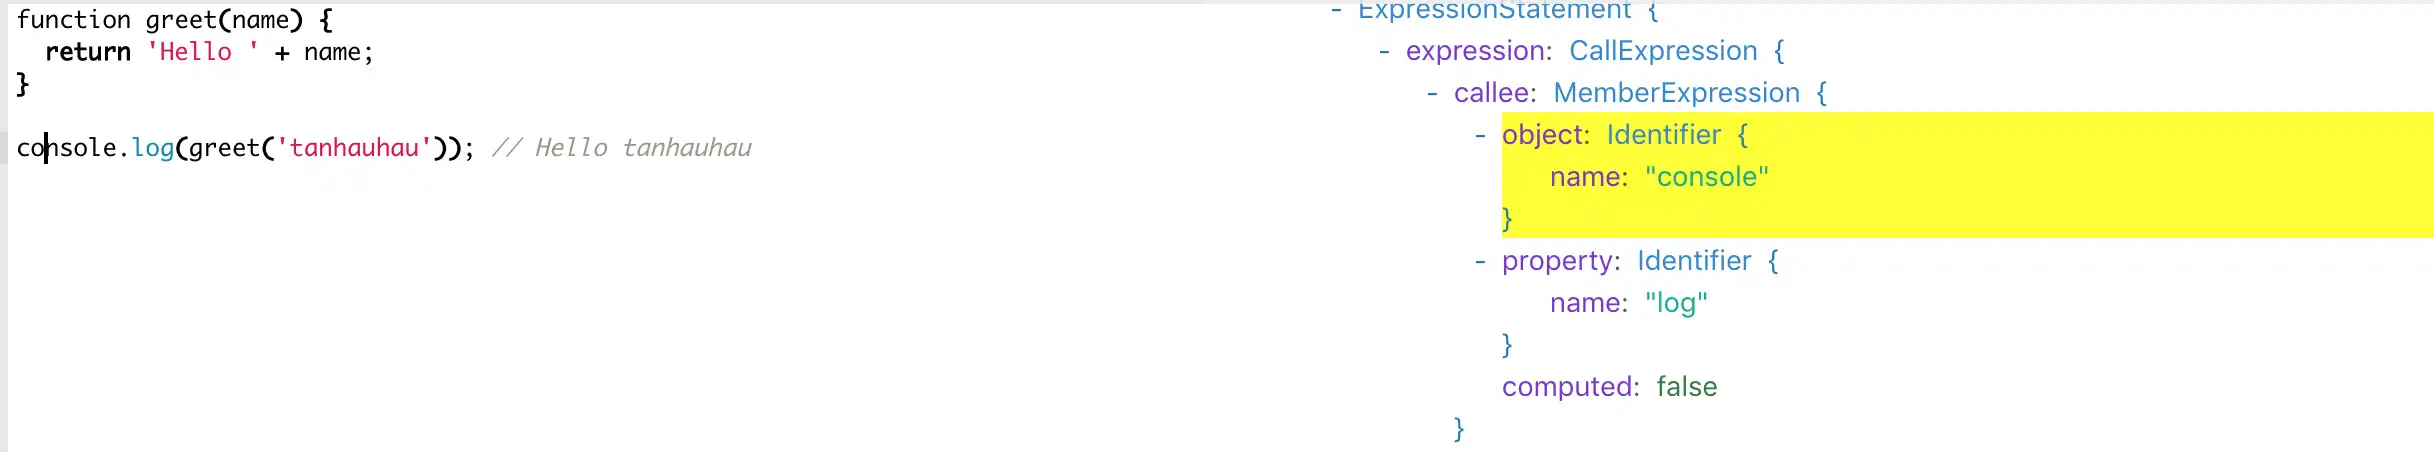 function greet(name) {
  return 'Hello ' + name;
}
console.log(greet('tanhauhau')); // Hello tanhauhau
- ExpressionStatement {
- expression: CallExpression {
- callee: MemberExpression {
- object: Identifier {
name: "console"
}
- property: Identifier {
name: "log"
}
computed: false
}